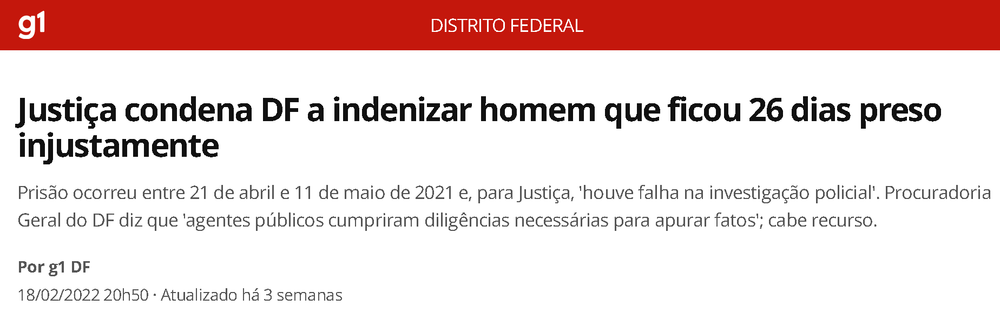 g1
DISTRITO FEDERAL
Justiça condena DF a indenizar homem que ficou 26 dias preso
injustamente
Prisão ocorreu entre 21 de abril e 11 de maio de 2021 e, para Justiça, 'houve falha na investigação policial'. Procuradoria
Geral do DF diz que 'agentes públicos cumpriram diligências necessárias para apurar fatos'; cabe recurso.
Por g1 DF
18/02/2022 20h50 · Atualizado há 3 semanas